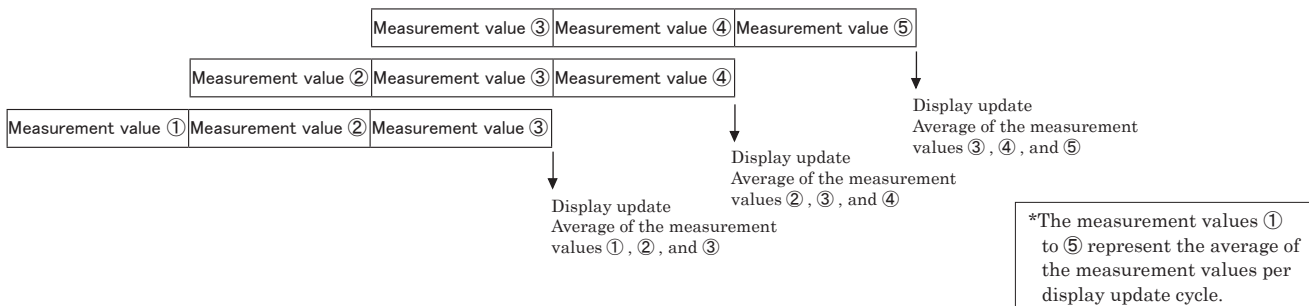 Measurement value ③ Measurement value ④ Measurement value ⑤
Measurement value ② Measurement value ③ Measurement value ④
Measurement value ① Measurement value ② Measurement value ③
Display update
Average of the measurement
values ③ , ④ , and ⑤
Display update
Average of the measurement
values ② , ③ , and ④
Display update
Average of the measurement
values ① , ② , and ③
*The measurement values ①
to ⑤ represent the average of
the measurement values per
display update cycle.